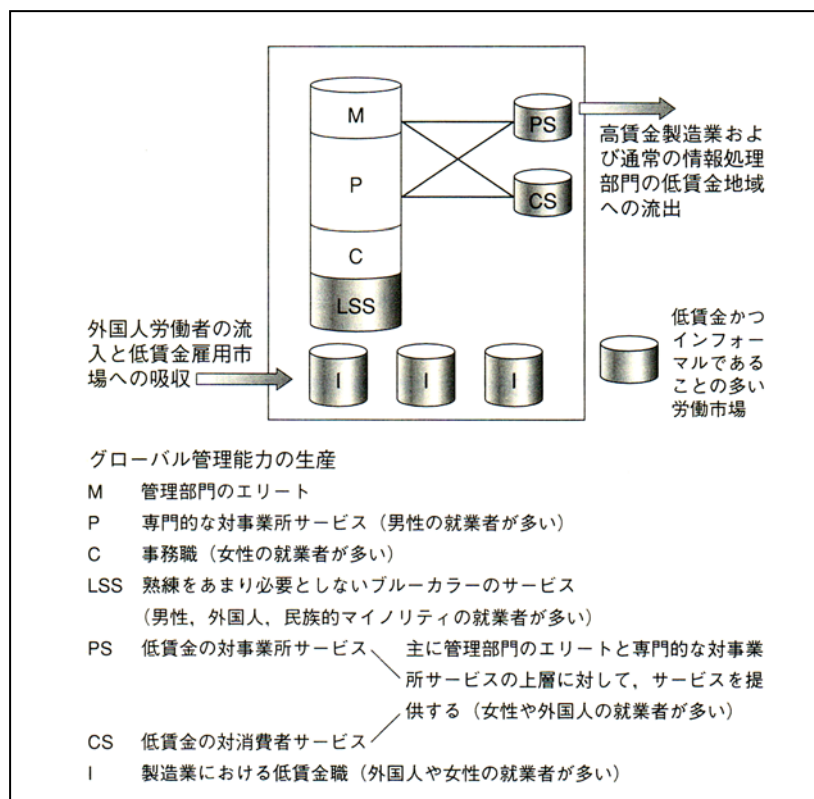 M
P
C
LSS
PS
CS
高賃金製造業およ
び通常の情報処理
部門の低賃金地域
への流出
外国人労働者の流
入と低賃金雇用市
場への吸収
I
I
I
低賃金かつ
インフォー
マルである
ことの多い
労働市場
グローバル管理能力の生産
M 管理部門のエリート
P 専門的な対事業所サービス（男性の就業者が多い）
C 事務職（女性の就業者が多い）
LSS 熟練をあまり必要としないブルーカラーのサービス
（男性，外国人，民族的マイノリティの就業者が多い）
PS 低賃金の対事業所サービス
主に管理部門のエリートと専門的な対事業
所サービスの上層に対して，サービスを提
供する（女性や外国人の就業者が多い）
CS 低賃金の対消費者サービス
I 製造業における低賃金職（外国人や女性の就業者が多い）